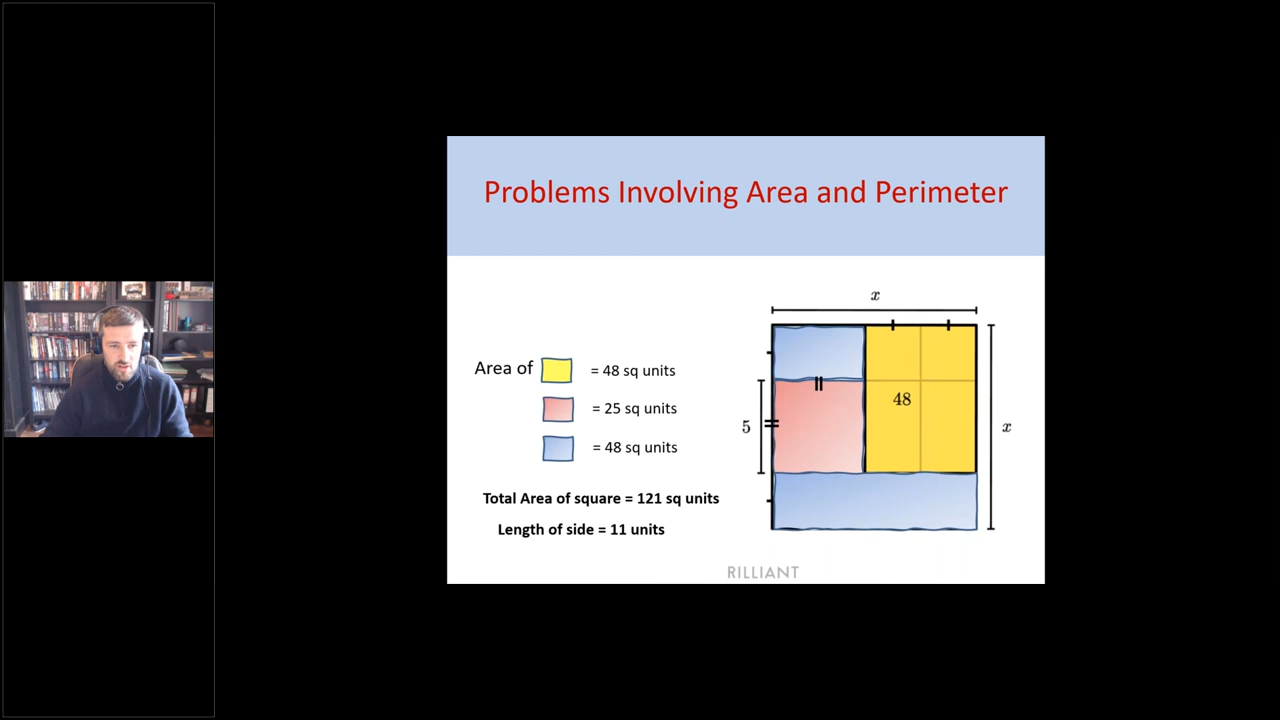 Problems Involving Area and Perimeter
x
Area of = 48 sq units
= 25 sq units
= 48 sq units
48
5
x
Total Area of square = 121 sq units
Length of side = 11 units
RILLIANT